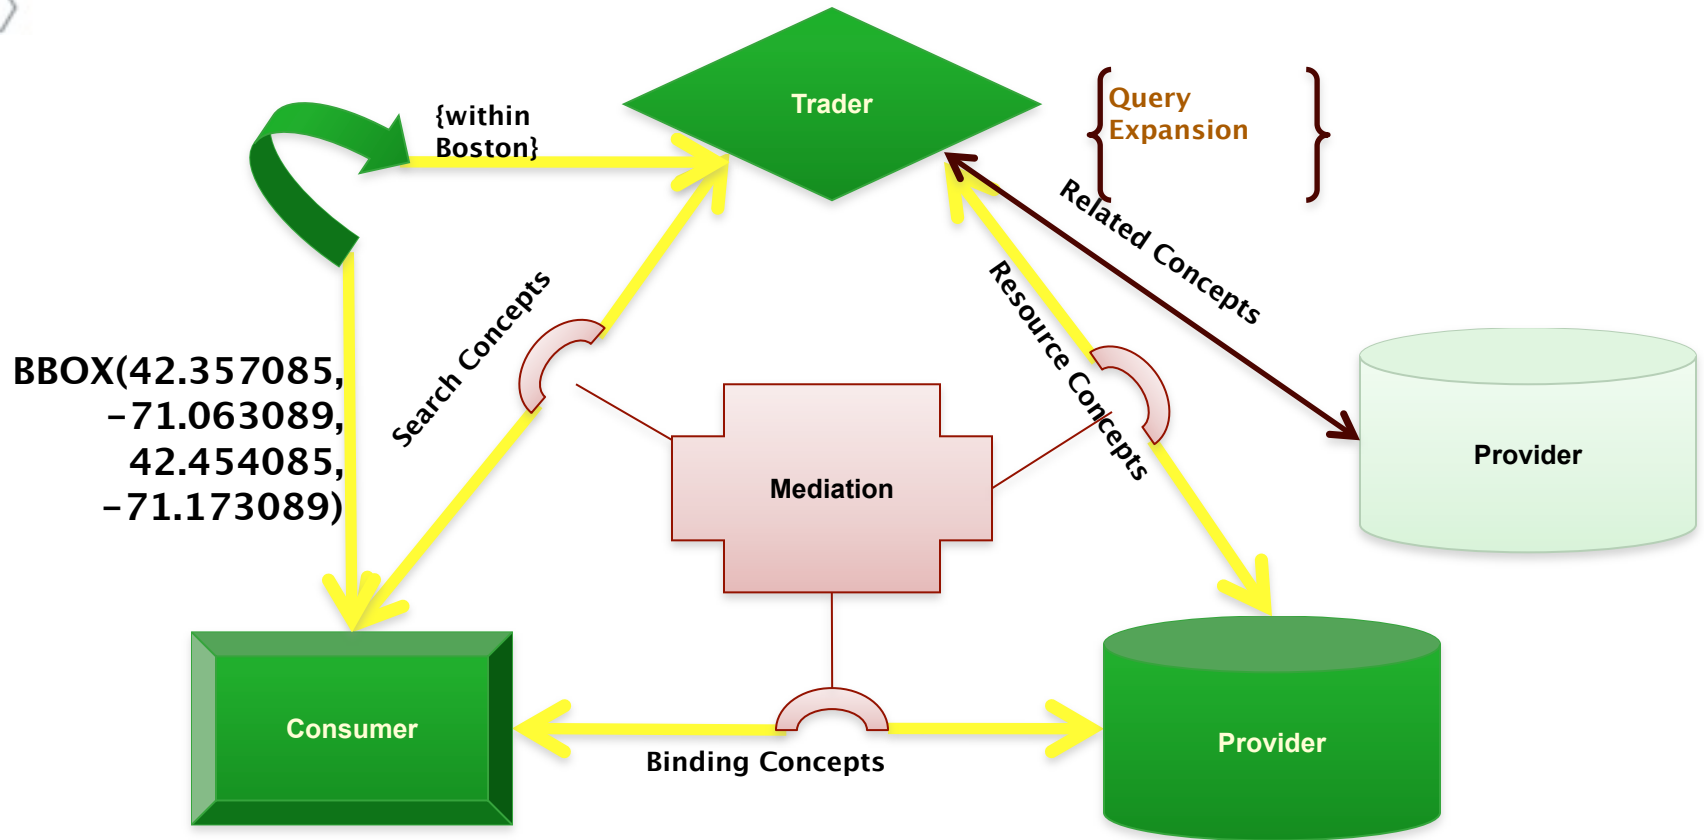 Trader
{within
Boston}
Query
Expansion
Related Concepts
Search Concepts
Resource Concepts
BBOX(42.357085,
-71.063089,
42.454085,
-71.173089)
Provider
Mediation
Consumer
Provider
Binding Concepts